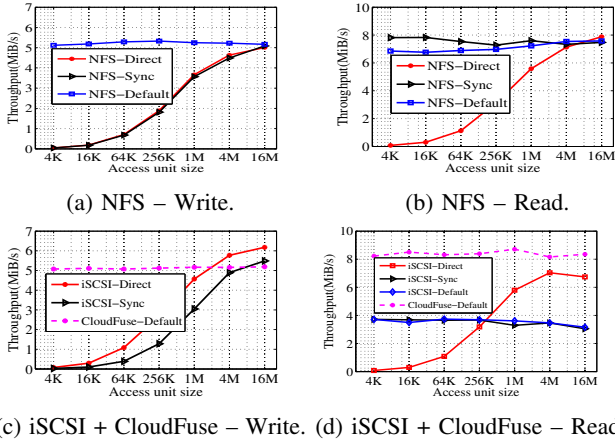 Throughput(MiB/s)
7
6
5
4
3
2
1
0
NFS-Direct
NFS-Sync
NFS-Default
4K 16K 64K 256K 1M 4M 16M
Access unit size
(a) NFS – Write.
Throughput(MiB/s)
10
8
6
4
2
0
NFS-Direct
NFS-Sync
NFS-Default
4K 16K 64K 256K 1M 4M 16M
Access unit size
(b) NFS – Read.
Throughput(MiB/s)
7
6
5
4
3
2
1
0
iSCSI-Direct
iSCSI-Sync
CloudFuse-Default
4K 16K 64K 256K 1M 4M 16M
Access unit size
(c) iSCSI + CloudFuse – Write.
Throughput(MiB/s)
10
8
6
4
2
0
iSCSI-Direct
iSCSI-Sync
iSCSI-Default
CloudFuse-Default
4K 16K 64K 256K 1M 4M 16M
Access unit size
(d) iSCSI + CloudFuse – Read